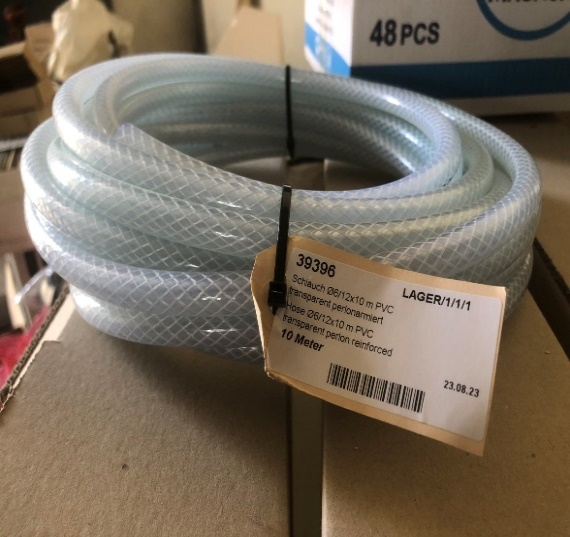 48 PCS
39396
LAGER/1/1/1
Schauch Ø6/12x10 m PVC
transparent perlonarmiert
Hose Ø6/12x10 m PVC
transparent perlon reinforced
10 Meter
23.08.23